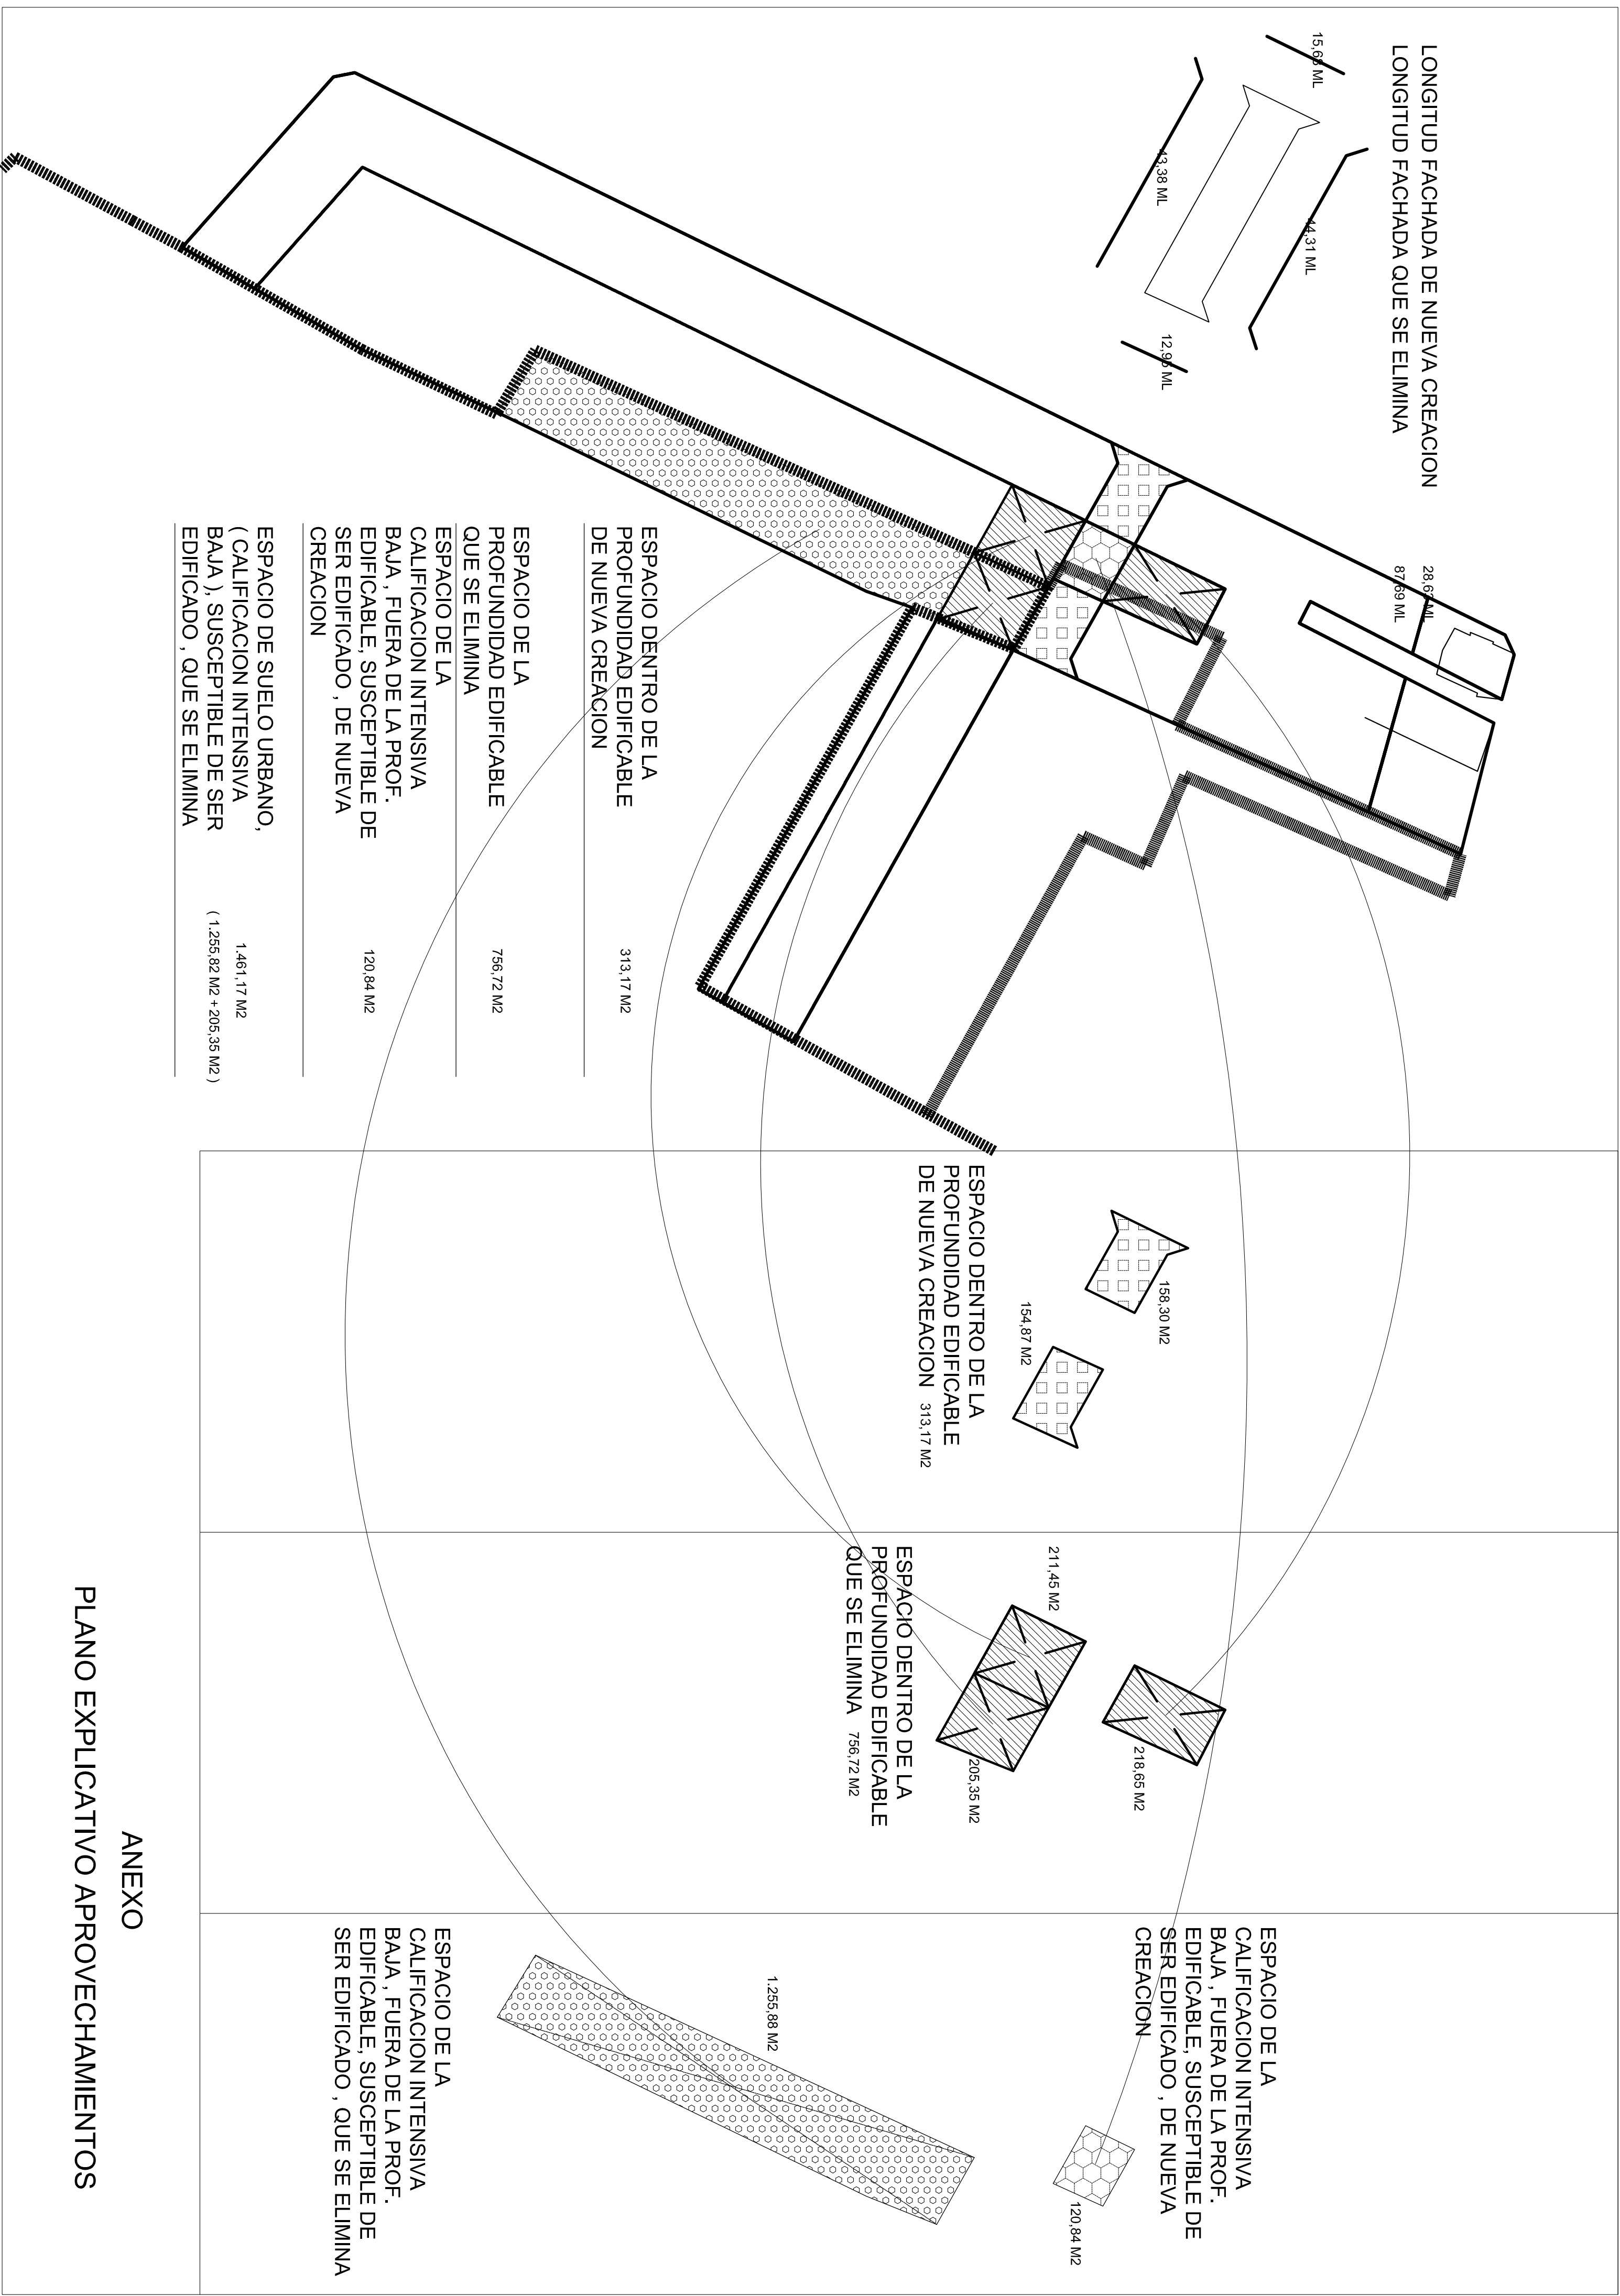 LONGITUD FACHADA DE NUEVA CREACION
28,63 ML
LONGITUD FACHADA QUE SE ELIMINA
87,69 ML
15,68 ML
43,38 ML
44,31 ML
12,95 ML
ESPACIO DENTRO DE LA
PROFUNDIDAD EDIFICABLE
DE NUEVA CREACION
313,17 M2
ESPACIO DE LA
PROFUNDIDAD EDIFICABLE
QUE SE ELIMINA
756,72 M2
ESPACIO DE LA
CALIFICACION INTENSIVA
BAJA , FUERA DE LA PROF.
EDIFICABLE, SUSCEPTIBLE DE
SER EDIFICADO , DE NUEVA
CREACION
120,84 M2
ESPACIO DE SUELO URBANO,
( CALIFICACION INTENSIVA
BAJA ), SUSCEPTIBLE DE SER
EDIFICADO , QUE SE ELIMINA
1.461,17 M2
( 1.255,82 M2 + 205,35 M2 )
158,30 M2
154,87 M2
ESPACIO DENTRO DE LA
PROFUNDIDAD EDIFICABLE
DE NUEVA CREACION 313,17 M2
211,45 M2
218,65 M2
205,35 M2
ESPACIO DENTRO DE LA
PROFUNDIDAD EDIFICABLE
QUE SE ELIMINA 756,72 M2
ESPACIO DE LA
CALIFICACION INTENSIVA
BAJA , FUERA DE LA PROF.
EDIFICABLE, SUSCEPTIBLE DE
SER EDIFICADO , DE NUEVA
CREACION
120,84 M2
1.255,88 M2
ESPACIO DE LA
CALIFICACION INTENSIVA
BAJA , FUERA DE LA PROF.
EDIFICABLE, SUSCEPTIBLE DE
SER EDIFICADO , QUE SE ELIMINA
ANEXO
PLANO EXPLICATIVO APROVECHAMIENTOS